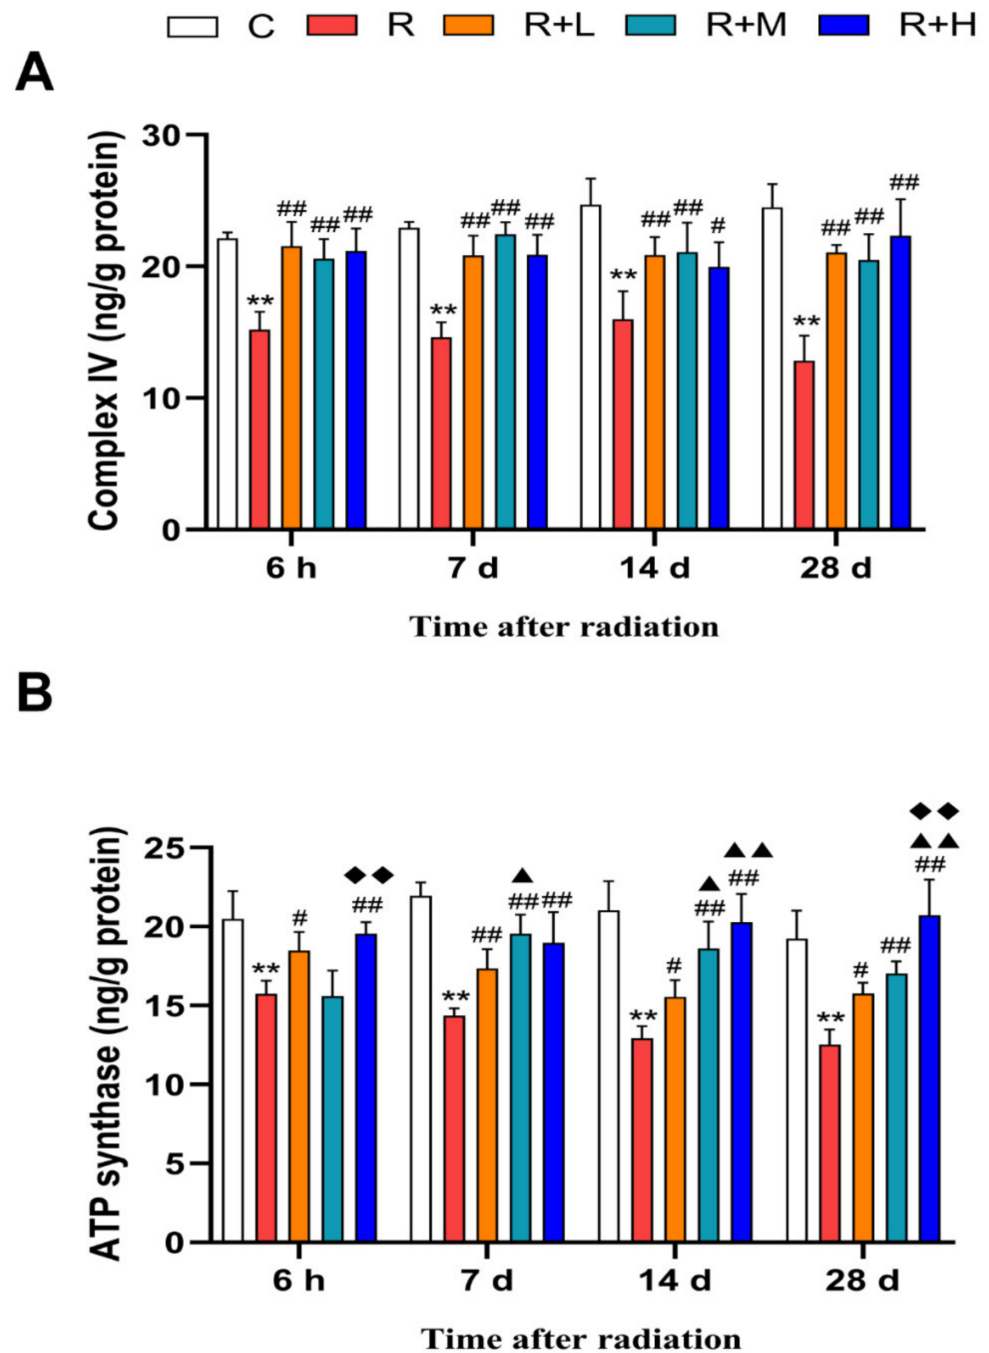 C R R+L R+M R+H
A
Complex IV (ng/g protein)
30
20
10
0
** ## ## ##
** ## ## ##
** ## ## #
** ## ## ##
6 h 7 d 14 d 28 d
Time after radiation
B
ATP synthase (ng/g protein)
25
20
15
10
5
0
◆◆
** # ##
▲
** ## ## ##
▲ ▲▲
** # ## ##
◆◆
▲▲
** # ## ##
6 h 7 d 14 d 28 d
Time after radiation